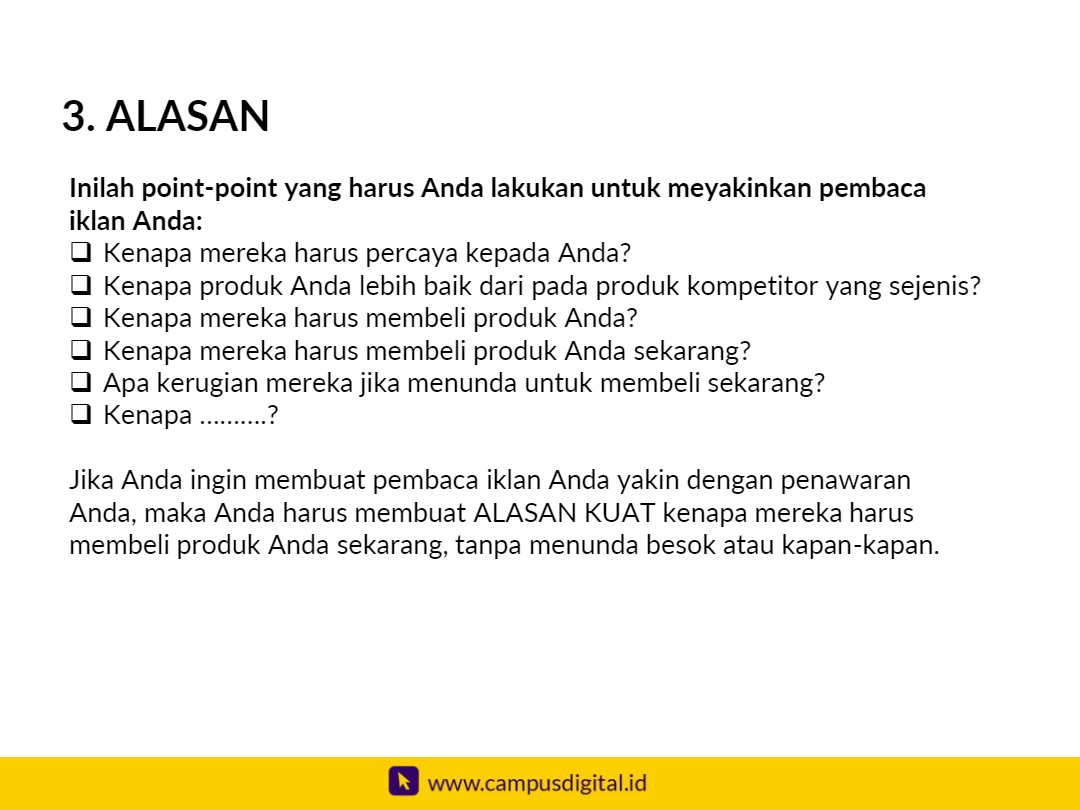 3. ALASAN
Inilah point-point yang harus Anda lakukan untuk meyakinkan pembaca
iklan Anda:
❑ Kenapa mereka harus percaya kepada Anda?
❑ Kenapa produk Anda lebih baik dari pada produk kompetitor yang sejenis?
❑ Kenapa mereka harus membeli produk Anda?
❑ Kenapa mereka harus membeli produk Anda sekarang?
❑ Apa kerugian mereka jika menunda untuk membeli sekarang?
❑ Kenapa ..........?
Jika Anda ingin membuat pembaca iklan Anda yakin dengan penawaran
Anda, maka Anda harus membuat ALASAN KUAT kenapa mereka harus
membeli produk Anda sekarang, tanpa menunda besok atau kapan-kapan.
www.campusdigital.id